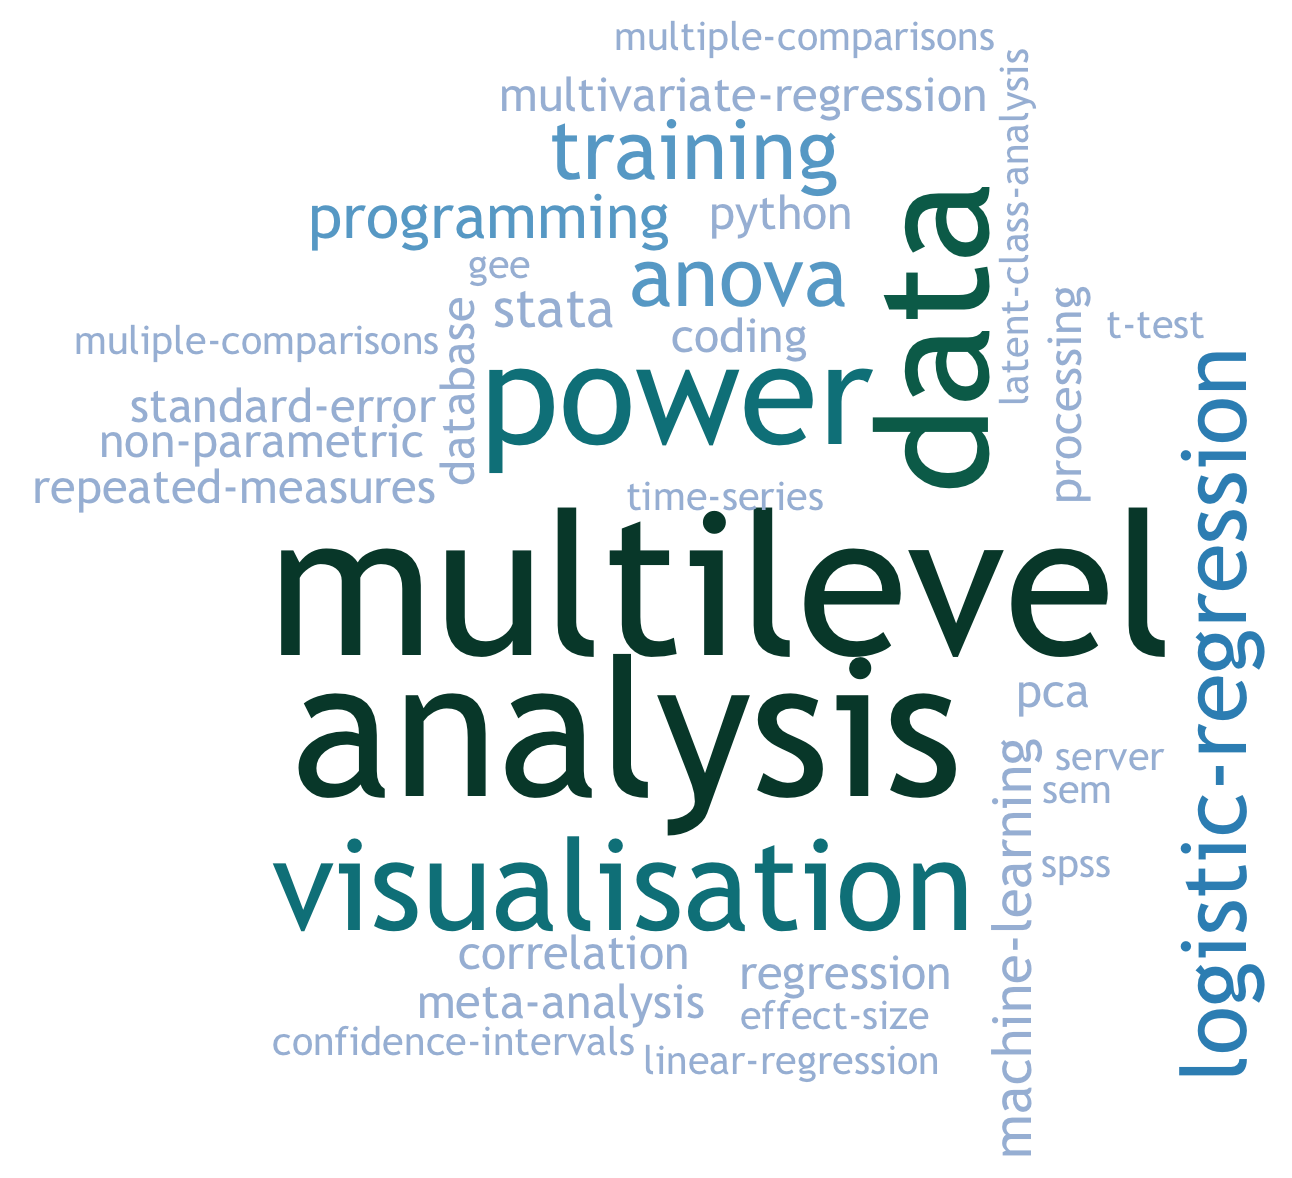 multiple-comparisons
multivariate-regression
latent-class-analysis
training
programming
python
data
gee
anova
stata
database
coding
processing
t-test
muliple-comparisons
logistic-regression
power
standard-error
non-parametric
repeated-measures
time-series
multilevel
analysis
pca
machine-learning
server
sem
visualisation
spss
correlation
regression
meta-analysis
effect-size
confidence-intervals
linear-regression